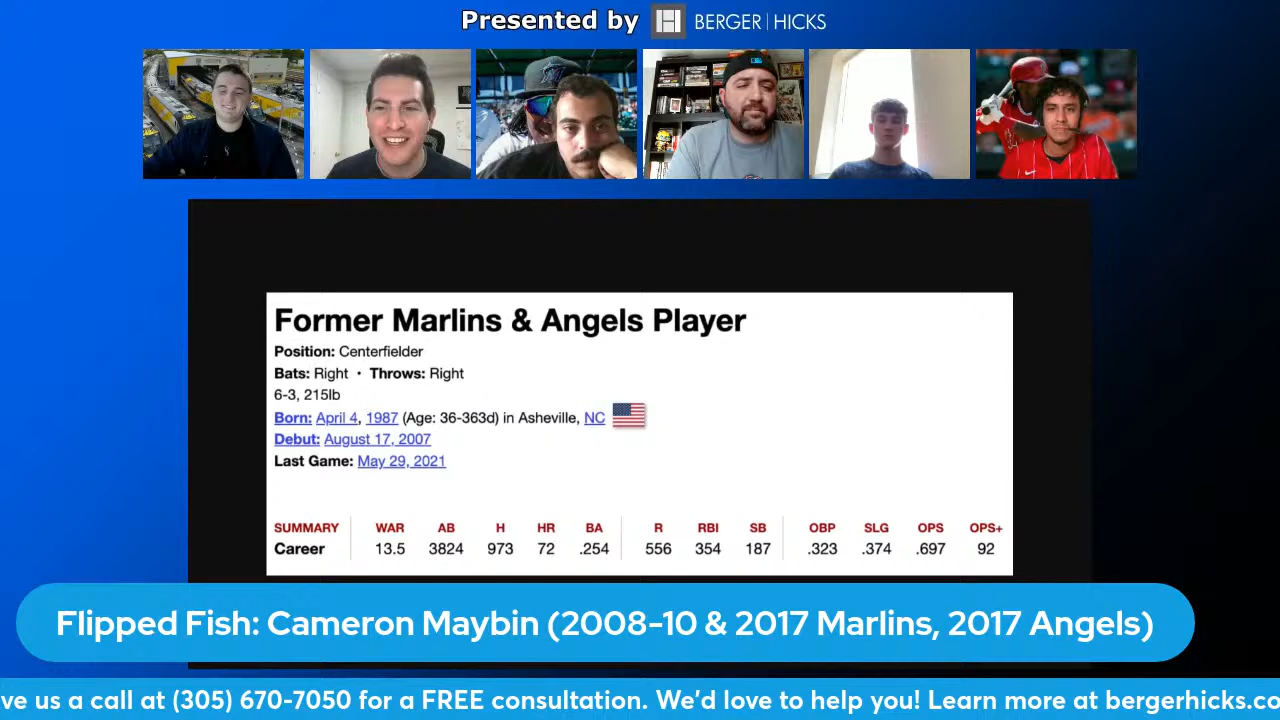 Presented by BERGER | HICKS
Former Marlins & Angels Player
Position: Centerfielder
Bats: Right • Throws: Right
6-3, 215lb
Born: April 4, 1987 (Age: 36-363d) in Asheville, NC
Debut: August 17, 2007
Last Game: May 29, 2021
SUMMARY WAR AB H HR BA R RBI SB OBP SLG OPS OPS+
Career 13.5 3824 973 72 .254 556 354 187 .323 .374 .697 92
Flipped Fish: Cameron Maybin (2008-10 & 2017 Marlins, 2017 Angels)
ve us a call at (305) 670-7050 for a FREE consultation. We'd love to help you! Learn more at bergerhicks.co